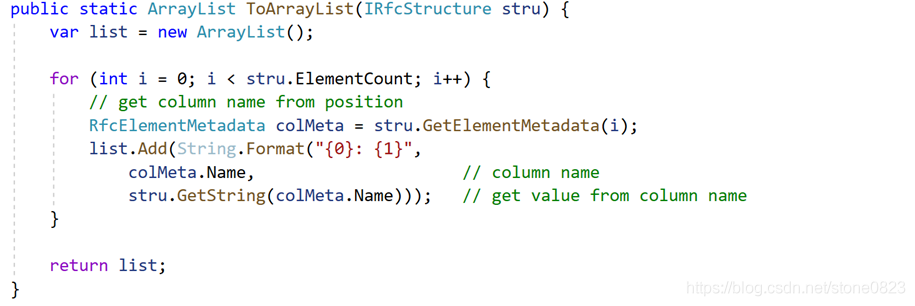 public static ArrayList ToArrayList(IRfcStructure stru) {
    var list = new ArrayList();

    for (int i = 0; i < stru.ElementCount; i++) {
        // get column name from position
        RfcElementMetadata colMeta = stru.GetElementMetadata(i);
        list.Add(String.Format("{0}: {1}",
            colMeta.Name,                     // column name
            stru.GetString(colMeta.Name)));   // get value from column name
    }

    return list;
}
https://blog.csdn.net/stone0823